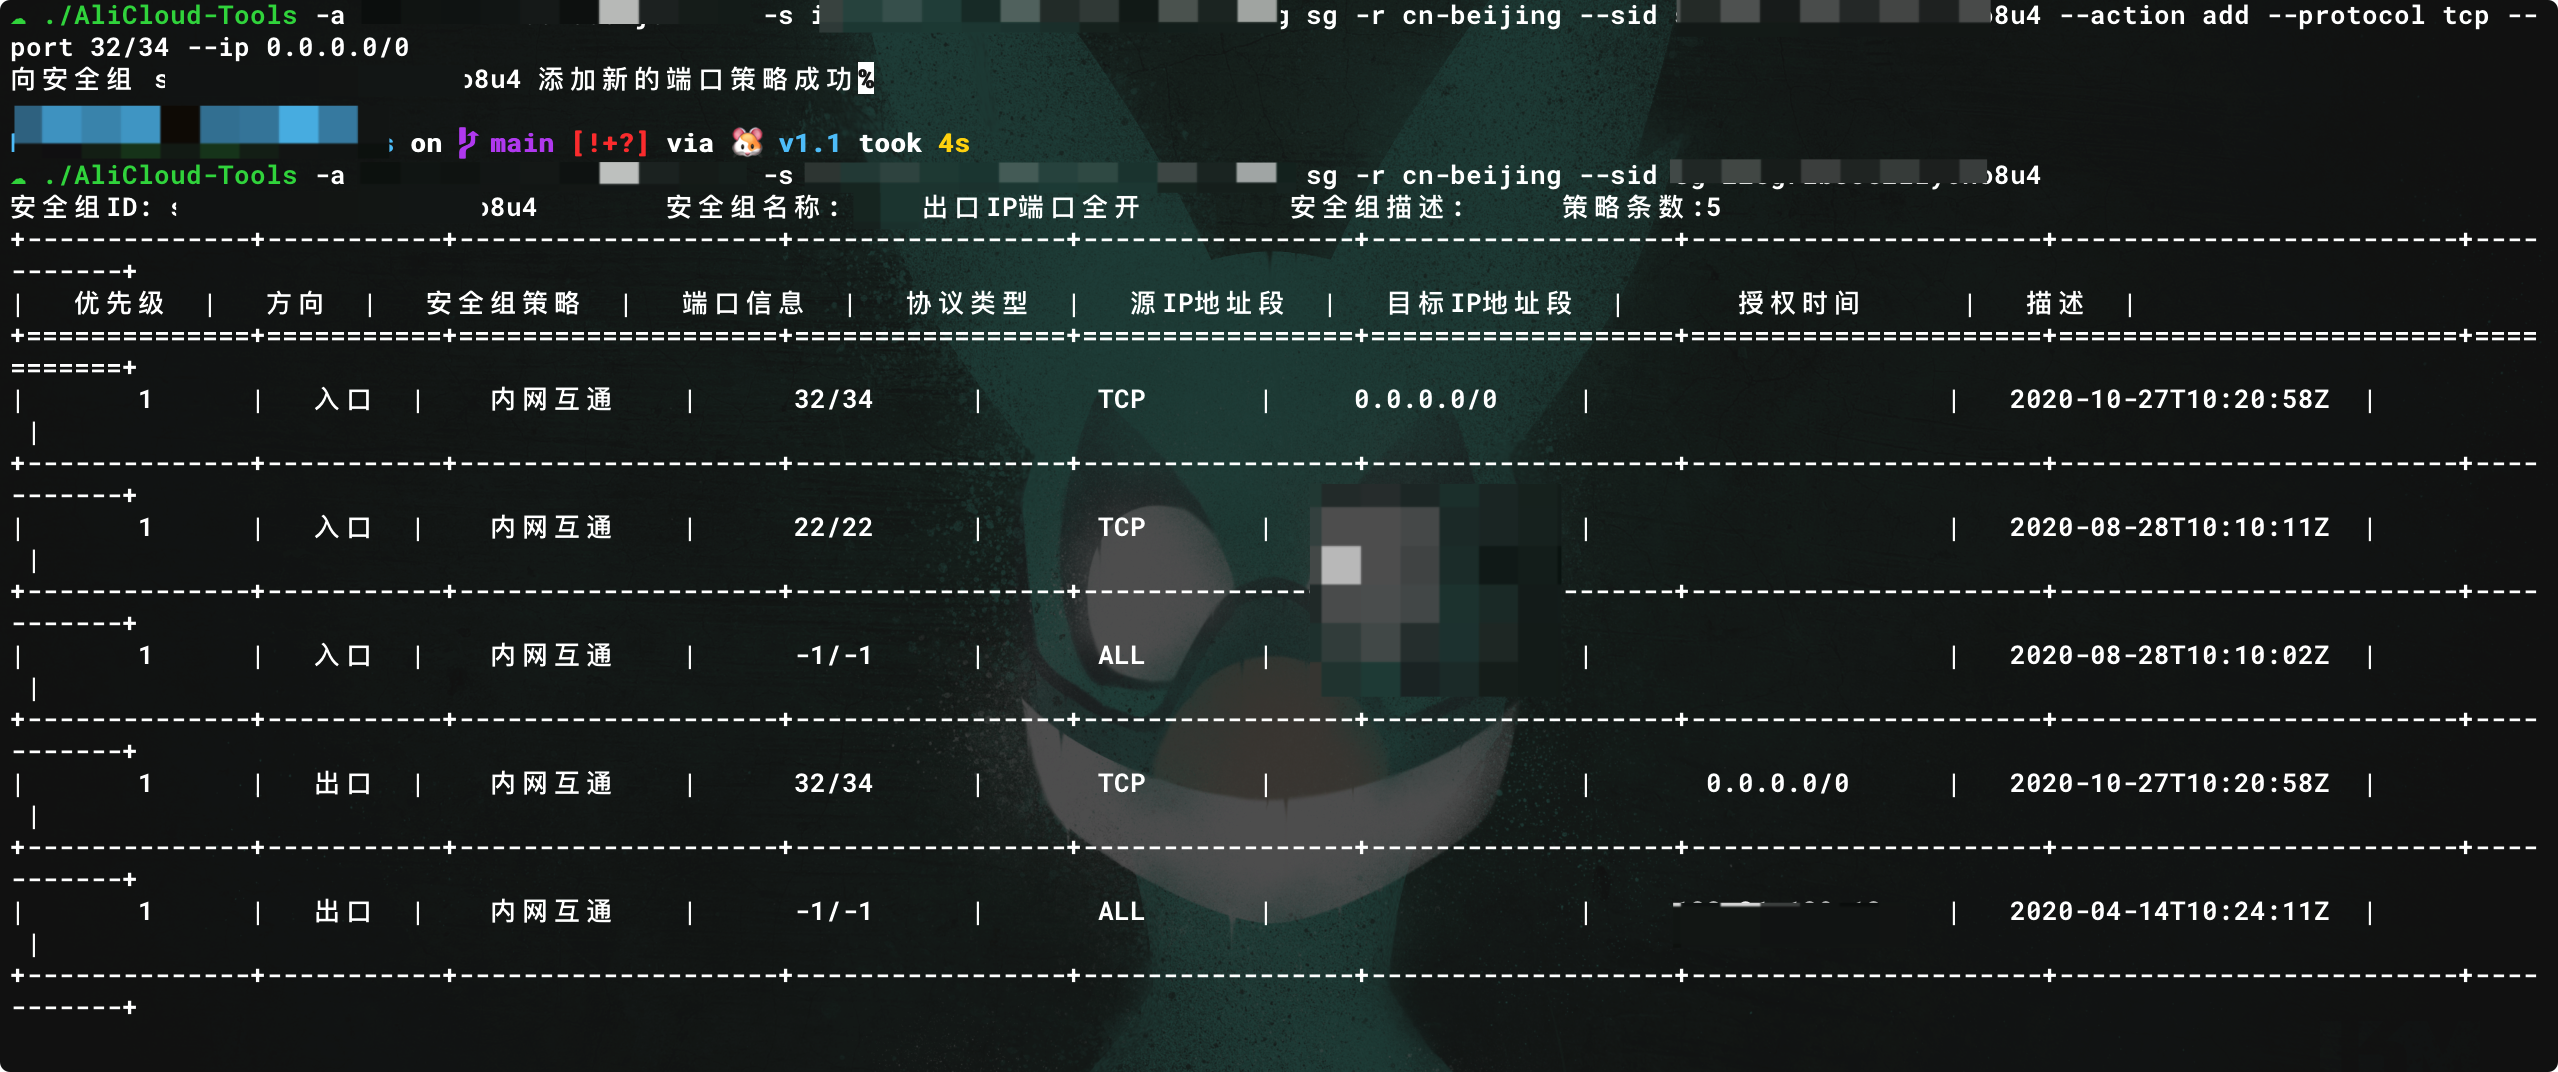 ☁ ./AliCloud-Tools -a -s sg -r cn-beijing --sid 8u4 --action add --protocol tcp --
port 32/34 --ip 0.0.0.0/0
向安全组 8u4 添加新的端口策略成功%
on main [!+?] via 🐹 v1.1 took 4s
☁ ./AliCloud-Tools -a -s sg -r cn-beijing --sid 8u4
安全组ID: 8u4 安全组名称: 出口IP端口全开 安全组描述: 策略条数:5
| 优先级 | 方向 | 安全组策略 | 端口信息 | 协议类型 | 源IP地址段 | 目标IP地址段 | 授权时间 | 描述 |
| 1 | 入口 | 内网互通 | 32/34 | TCP | 0.0.0.0/0 | | 2020-10-27T10:20:58Z |
|
| 1 | 入口 | 内网互通 | 22/22 | TCP | | | 2020-08-28T10:10:11Z |
|
| 1 | 入口 | 内网互通 | -1/-1 | ALL | | | 2020-08-28T10:10:02Z |
|
| 1 | 出口 | 内网互通 | 32/34 | TCP | | 0.0.0.0/0 | 2020-10-27T10:20:58Z |
|
| 1 | 出口 | 内网互通 | -1/-1 | ALL | | | 2020-04-14T10:24:11Z |
|